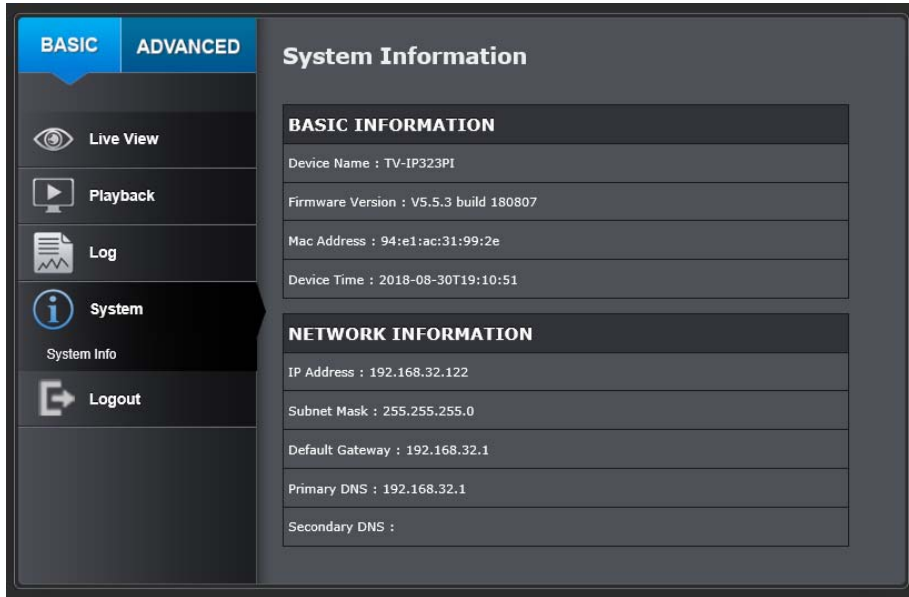 BASIC
ADVANCED
Live View
Playback
Log
System
System Info
Logout
System Information
BASIC INFORMATION
Device Name : TV-IP323PI
Firmware Version : V5.5.3 build 180807
Mac Address : 94:e1:ac:31:99:2e
Device Time : 2018-08-30T19:10:51
NETWORK INFORMATION
IP Address : 192.168.32.122
Subnet Mask : 255.255.255.0
Default Gateway : 192.168.32.1
Primary DNS : 192.168.32.1
Secondary DNS :